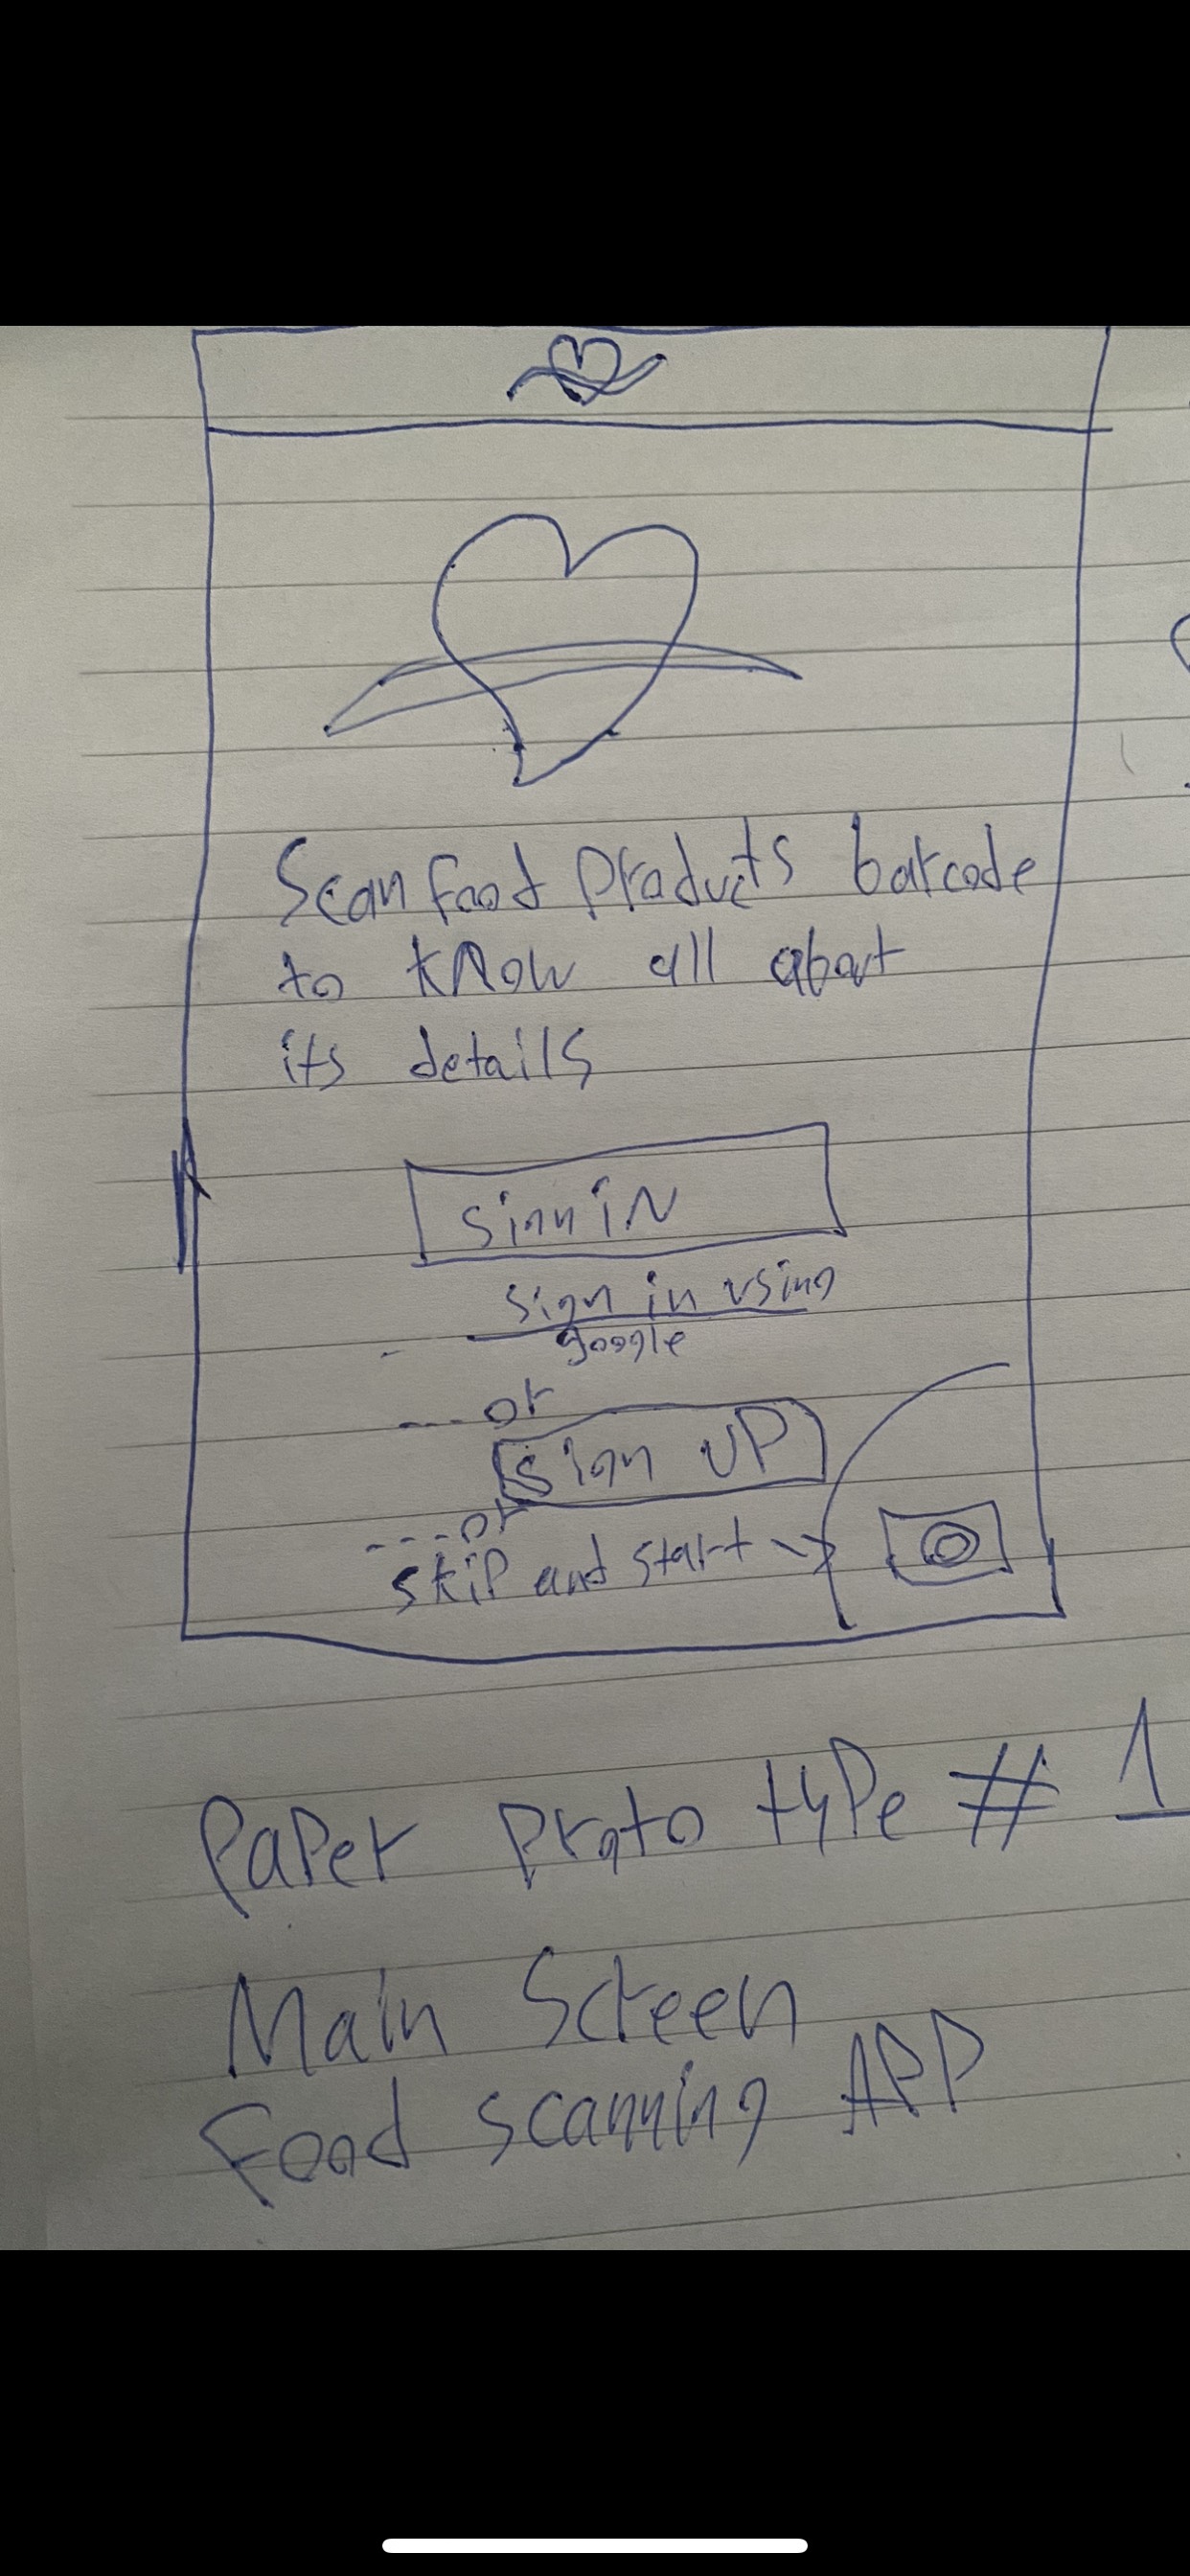 Scan food products barcode
to know all about
its details
sinn iN
sign in using
google
----or
sign UP
----or
skip and start
Paper proto type # 1
Main Screen
Food scanning APP